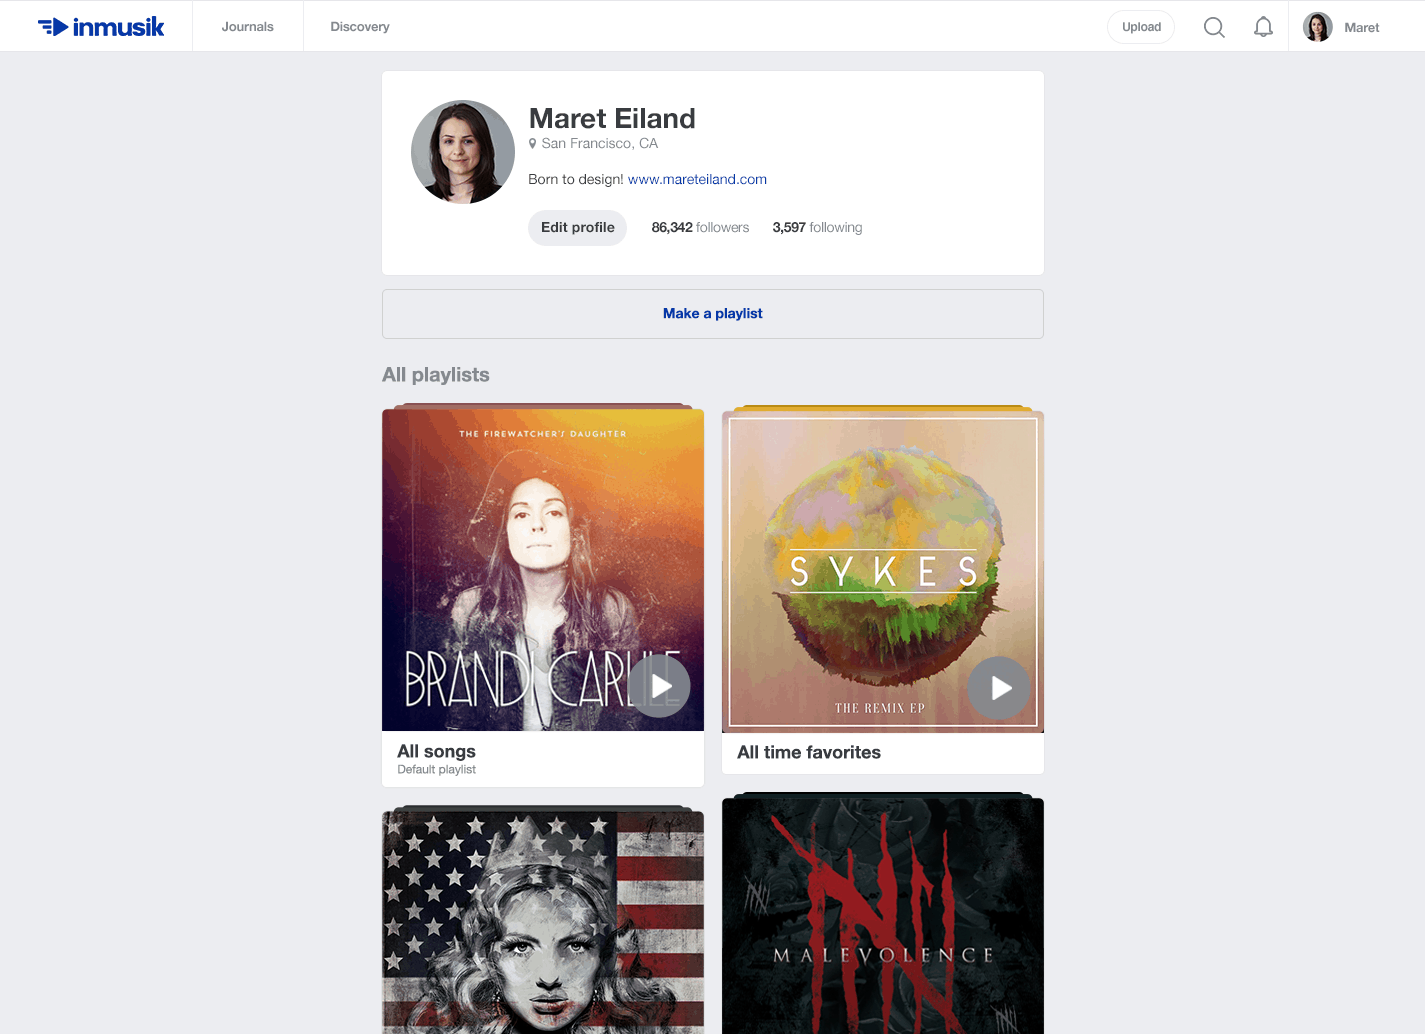 inmusik
Journals
Discovery
Upload
Maret
Maret Eiland
San Francisco, CA
Born to design! www.mareteiland.com
Edit profile
86,342 followers
3,597 following
Make a playlist
All playlists
THE FIREWATCHER'S DAUGHTER
BRANDI CARLILE
All songs
Default playlist
SYKES
THE REMIX EP
All time favorites
MALEVOLENCE